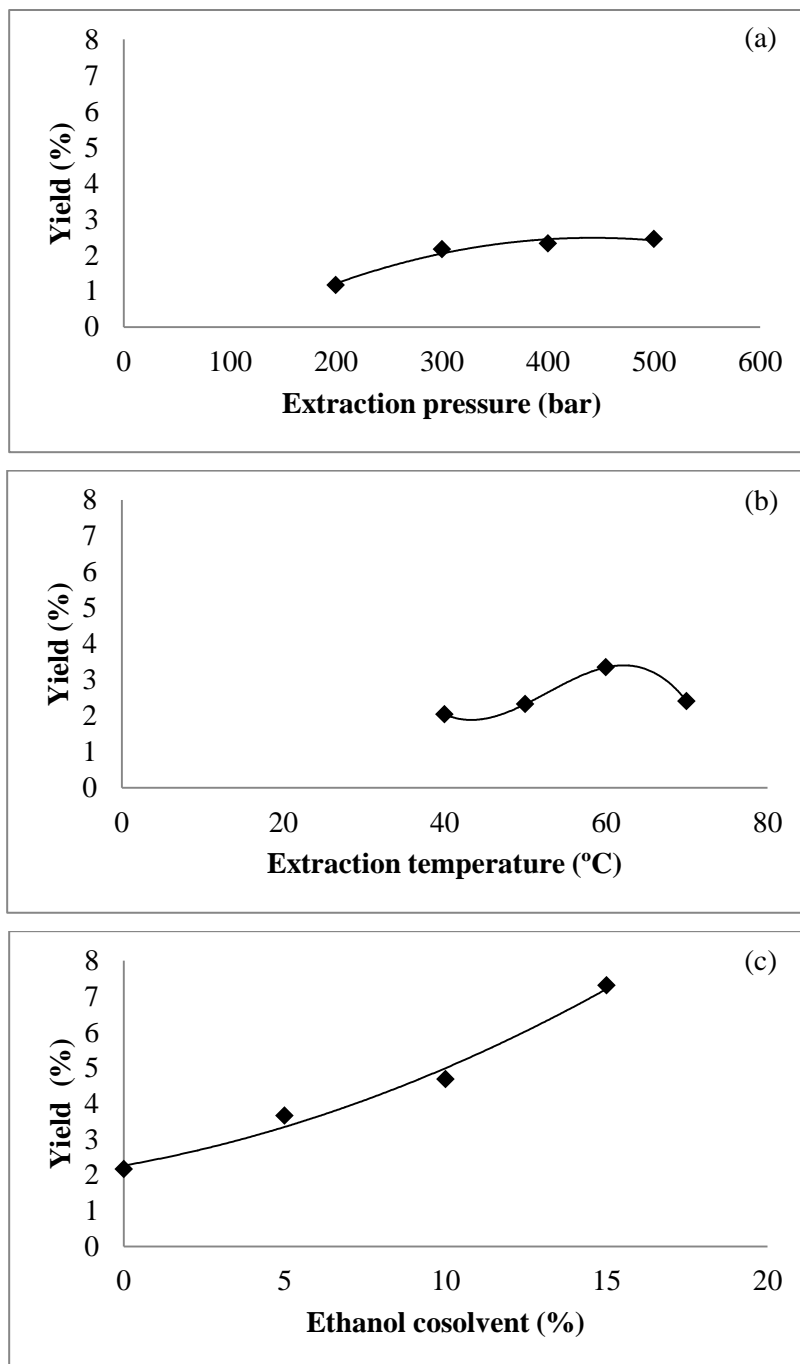 (a)
8
7
6
5
4
3
2
1
0
Yield (%)
0 100 200 300 400 500 600
Extraction pressure (bar)
(b)
8
7
6
5
4
3
2
1
0
Yield (%)
0 20 40 60 80
Extraction temperature (ºC)
(c)
8
7
6
5
4
3
2
1
0
Yield (%)
0 5 10 15 20
Ethanol cosolvent (%)